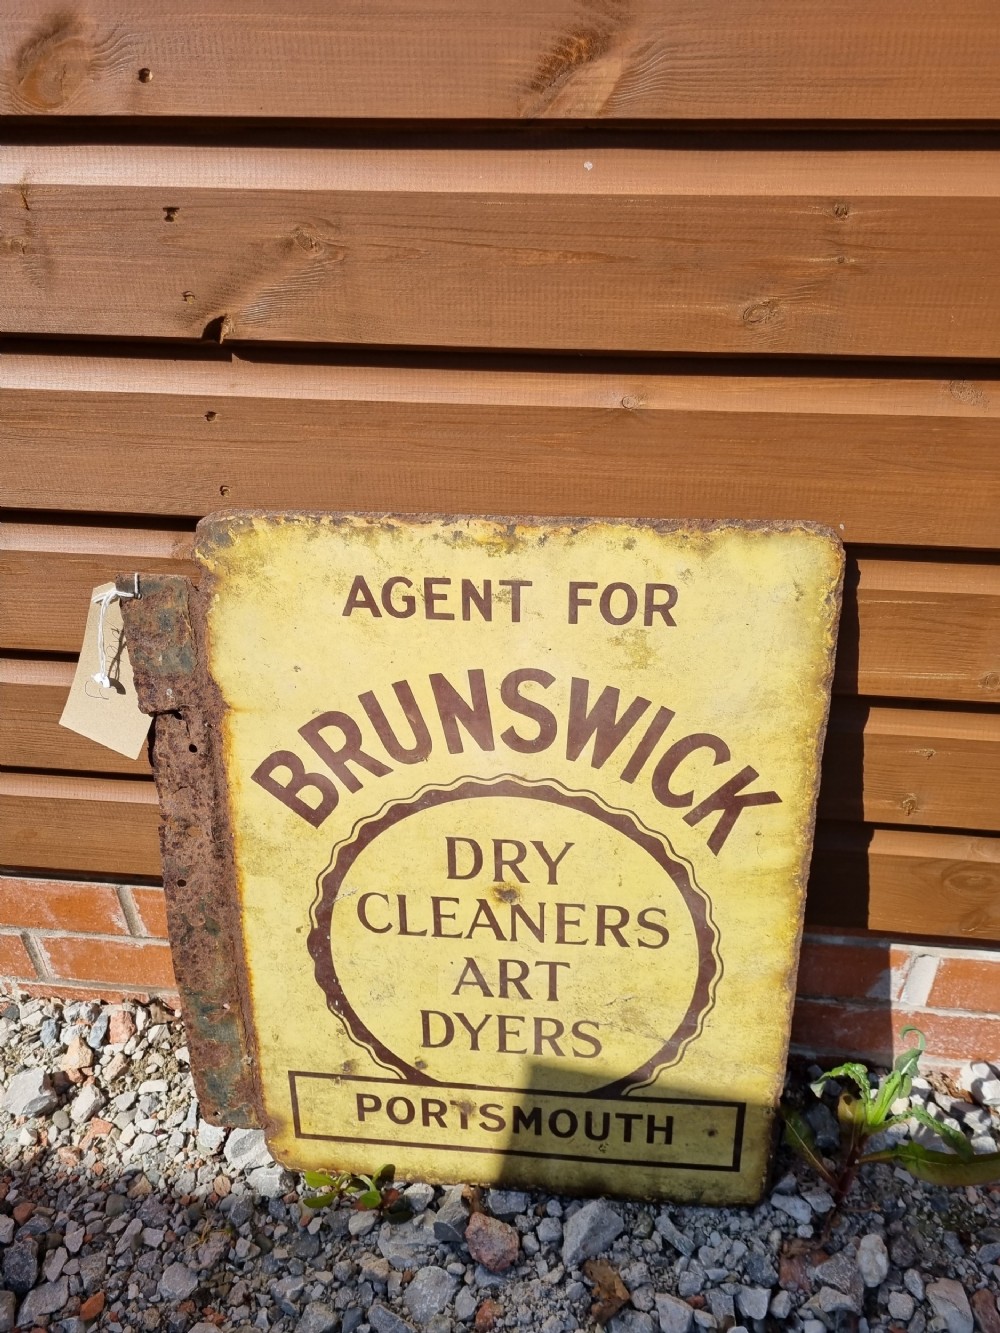 AGENT FOR
BRUNSWICK
DRY
CLEANERS
ART
DYERS
PORTSMOUTH